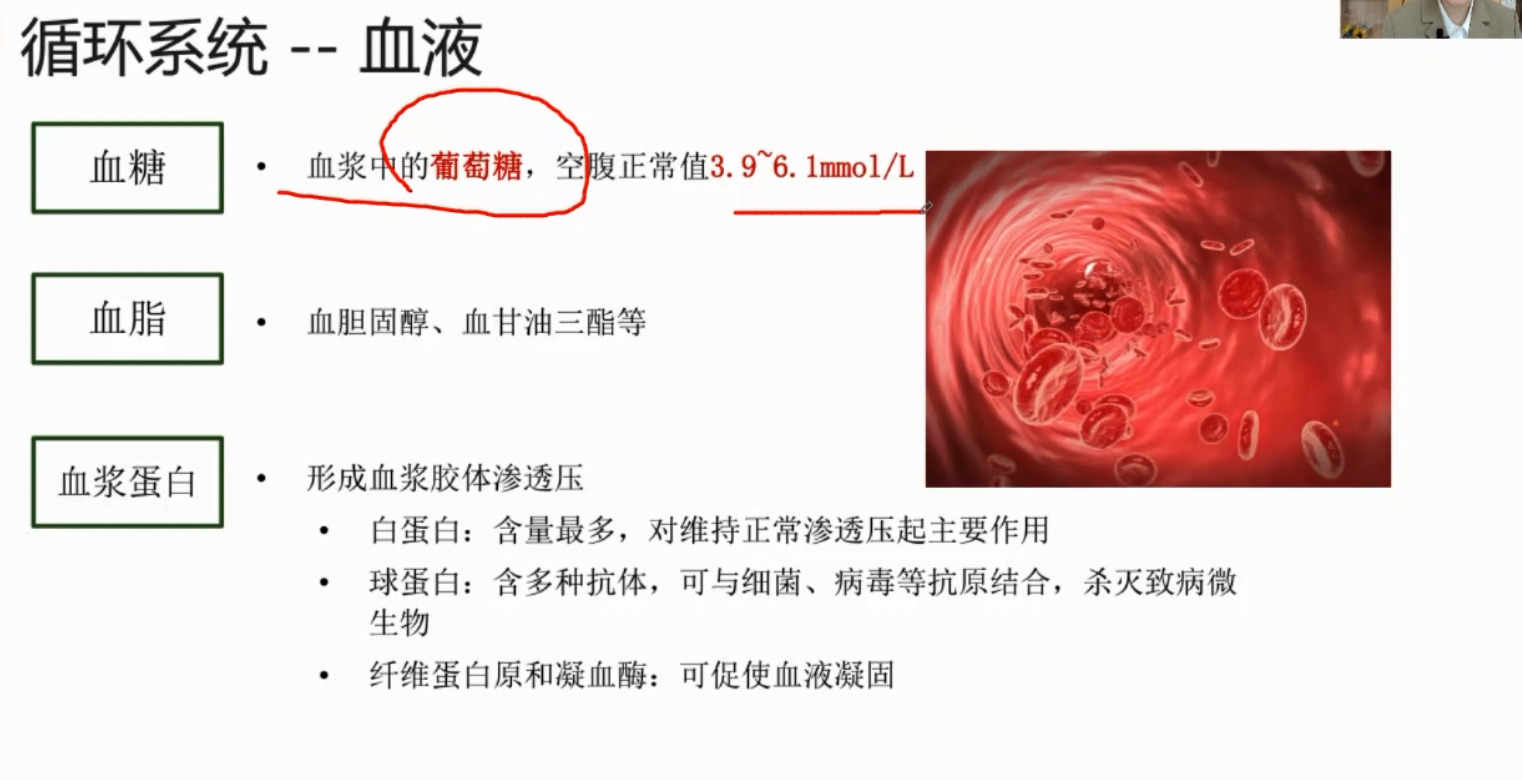 循环系统 -- 血液
血糖
• 血浆中的葡萄糖，空腹正常值3.9~6.1mmol/L
血脂
• 血胆固醇、血甘油三酯等
血浆蛋白
• 形成血浆胶体渗透压
• 白蛋白：含量最多，对维持正常渗透压起主要作用
• 球蛋白：含多种抗体，可与细菌、病毒等抗原结合，杀灭致病微
生物
• 纤维蛋白原和凝血酶：可促使血液凝固